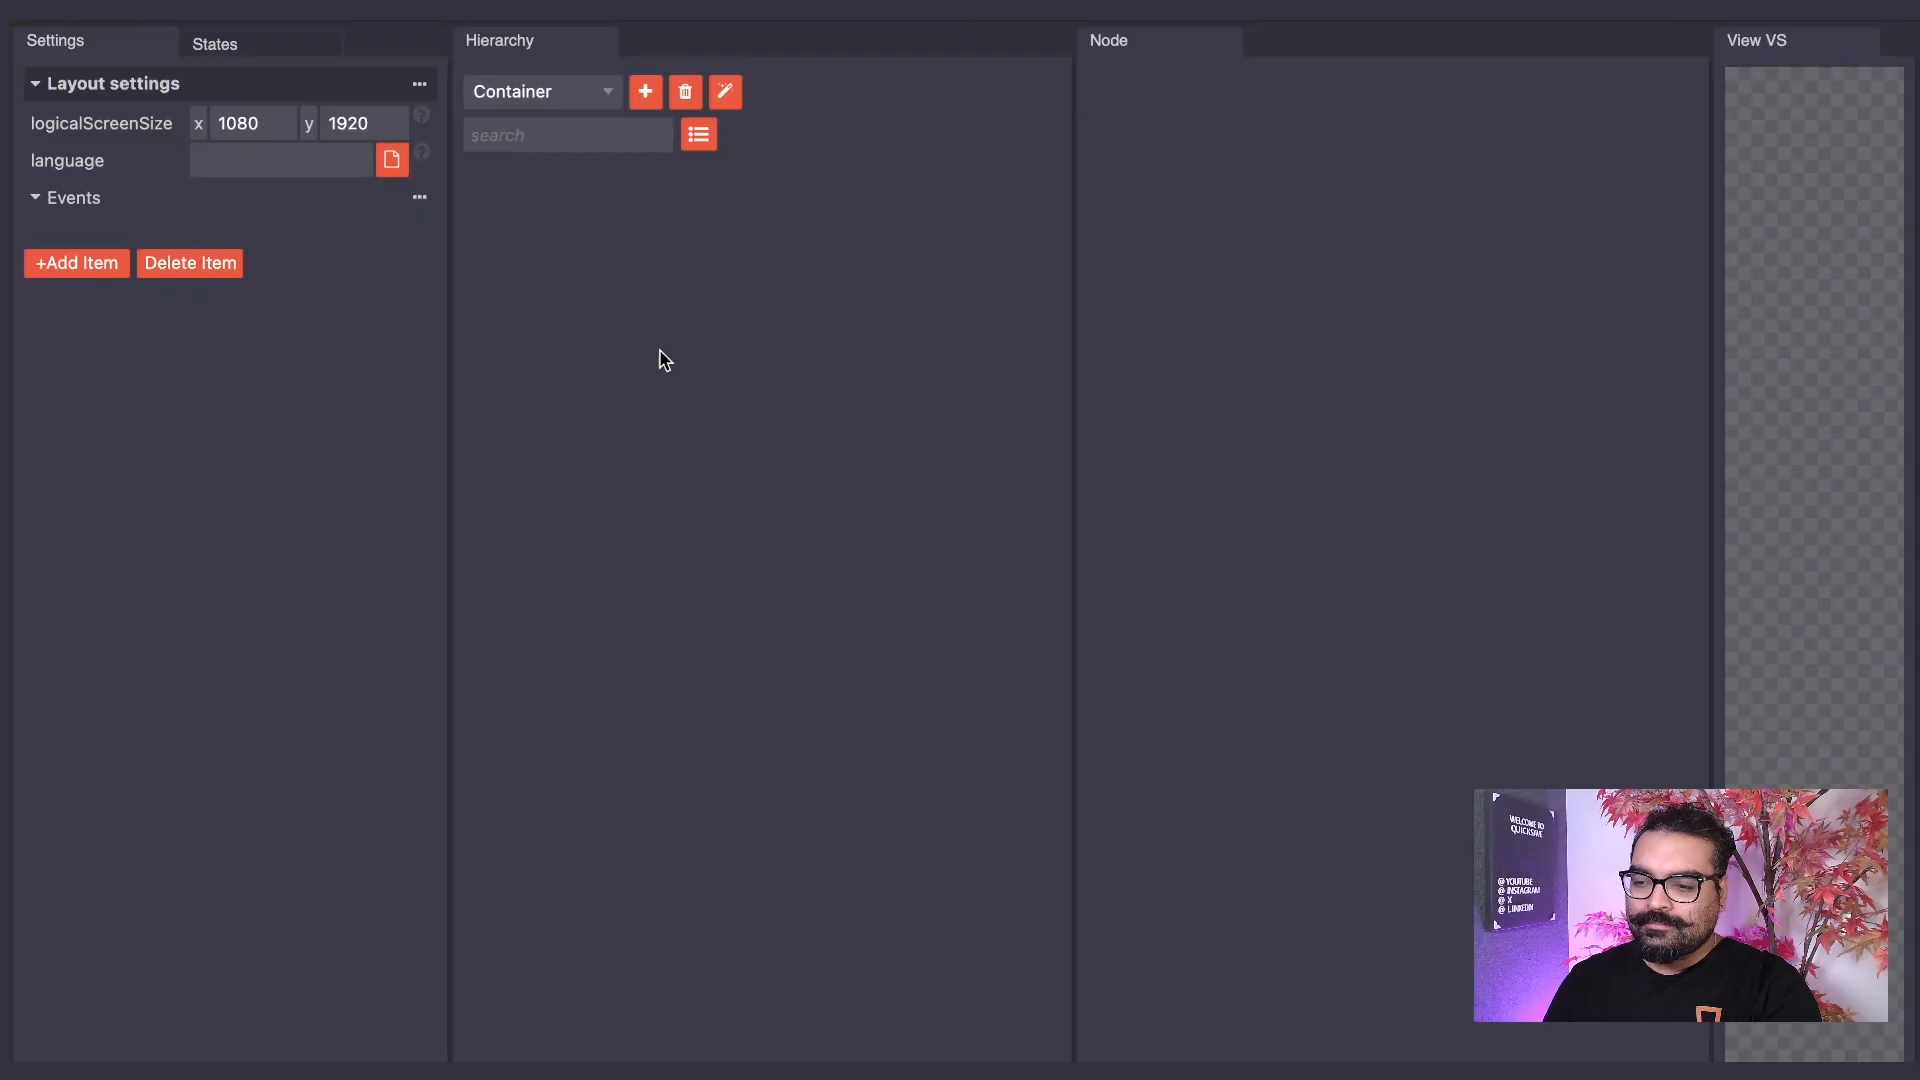 Settings
States
Layout settings
logicalScreenSize x 1080 y 1920
language
Events
+Add Item Delete Item
Hierarchy
Container
search
Node
View VS
WELCOME TO
QUICKSAVE
@ YOUTUBE
@ INSTAGRAM
@ X
@ LINKEDIN